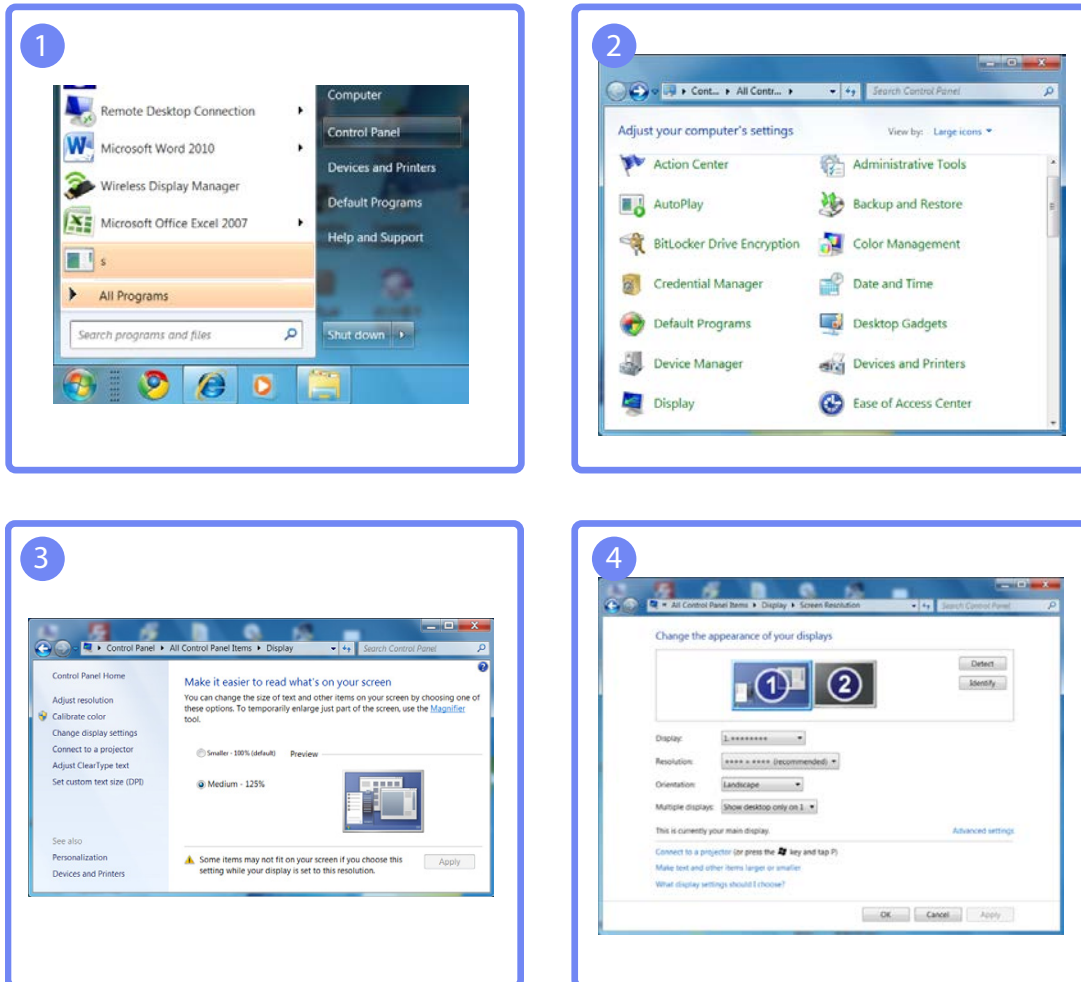 1
Remote Desktop Connection
Microsoft Word 2010
Wireless Display Manager
Microsoft Office Excel 2007
s
All Programs
Search programs and files
Computer
Control Panel
Devices and Printers
Default Programs
Help and Support
Shut down
2
Cont... All Contr...
Search Control Panel
Adjust your computer's settings
View by: Large icons
Action Center
Administrative Tools
AutoPlay
Backup and Restore
BitLocker Drive Encryption
Color Management
Credential Manager
Date and Time
Default Programs
Desktop Gadgets
Device Manager
Devices and Printers
Display
Ease of Access Center
3
Control Panel All Control Panel Items Display
Search Control Panel
Control Panel Home
Adjust resolution
Calibrate color
Change display settings
Connect to a projector
Adjust ClearType text
Set custom text size (DPI)
See also
Personalization
Devices and Printers
Make it easier to read what's on your screen
You can change the size of text and other items on your screen by choosing one of
these options. To temporarily enlarge just part of the screen, use the Magnifier
tool.
Smaller - 100% (default) Preview
Medium - 125%
Some items may not fit on your screen if you choose this
setting while your display is set to this resolution.
Apply
4
All Control Panel Items Display Screen Resolution
Search Control Panel
Change the appearance of your displays
1 2
Detect
Identify
Display: 1.********
Resolution: **** × **** (recommended)
Orientation: Landscape
Multiple displays: Show desktop only on 1
This is currently your main display.
Advanced settings
Connect to a projector (or press the key and tap P)
Make text and other items larger or smaller
What display settings should I choose?
OK Cancel Apply